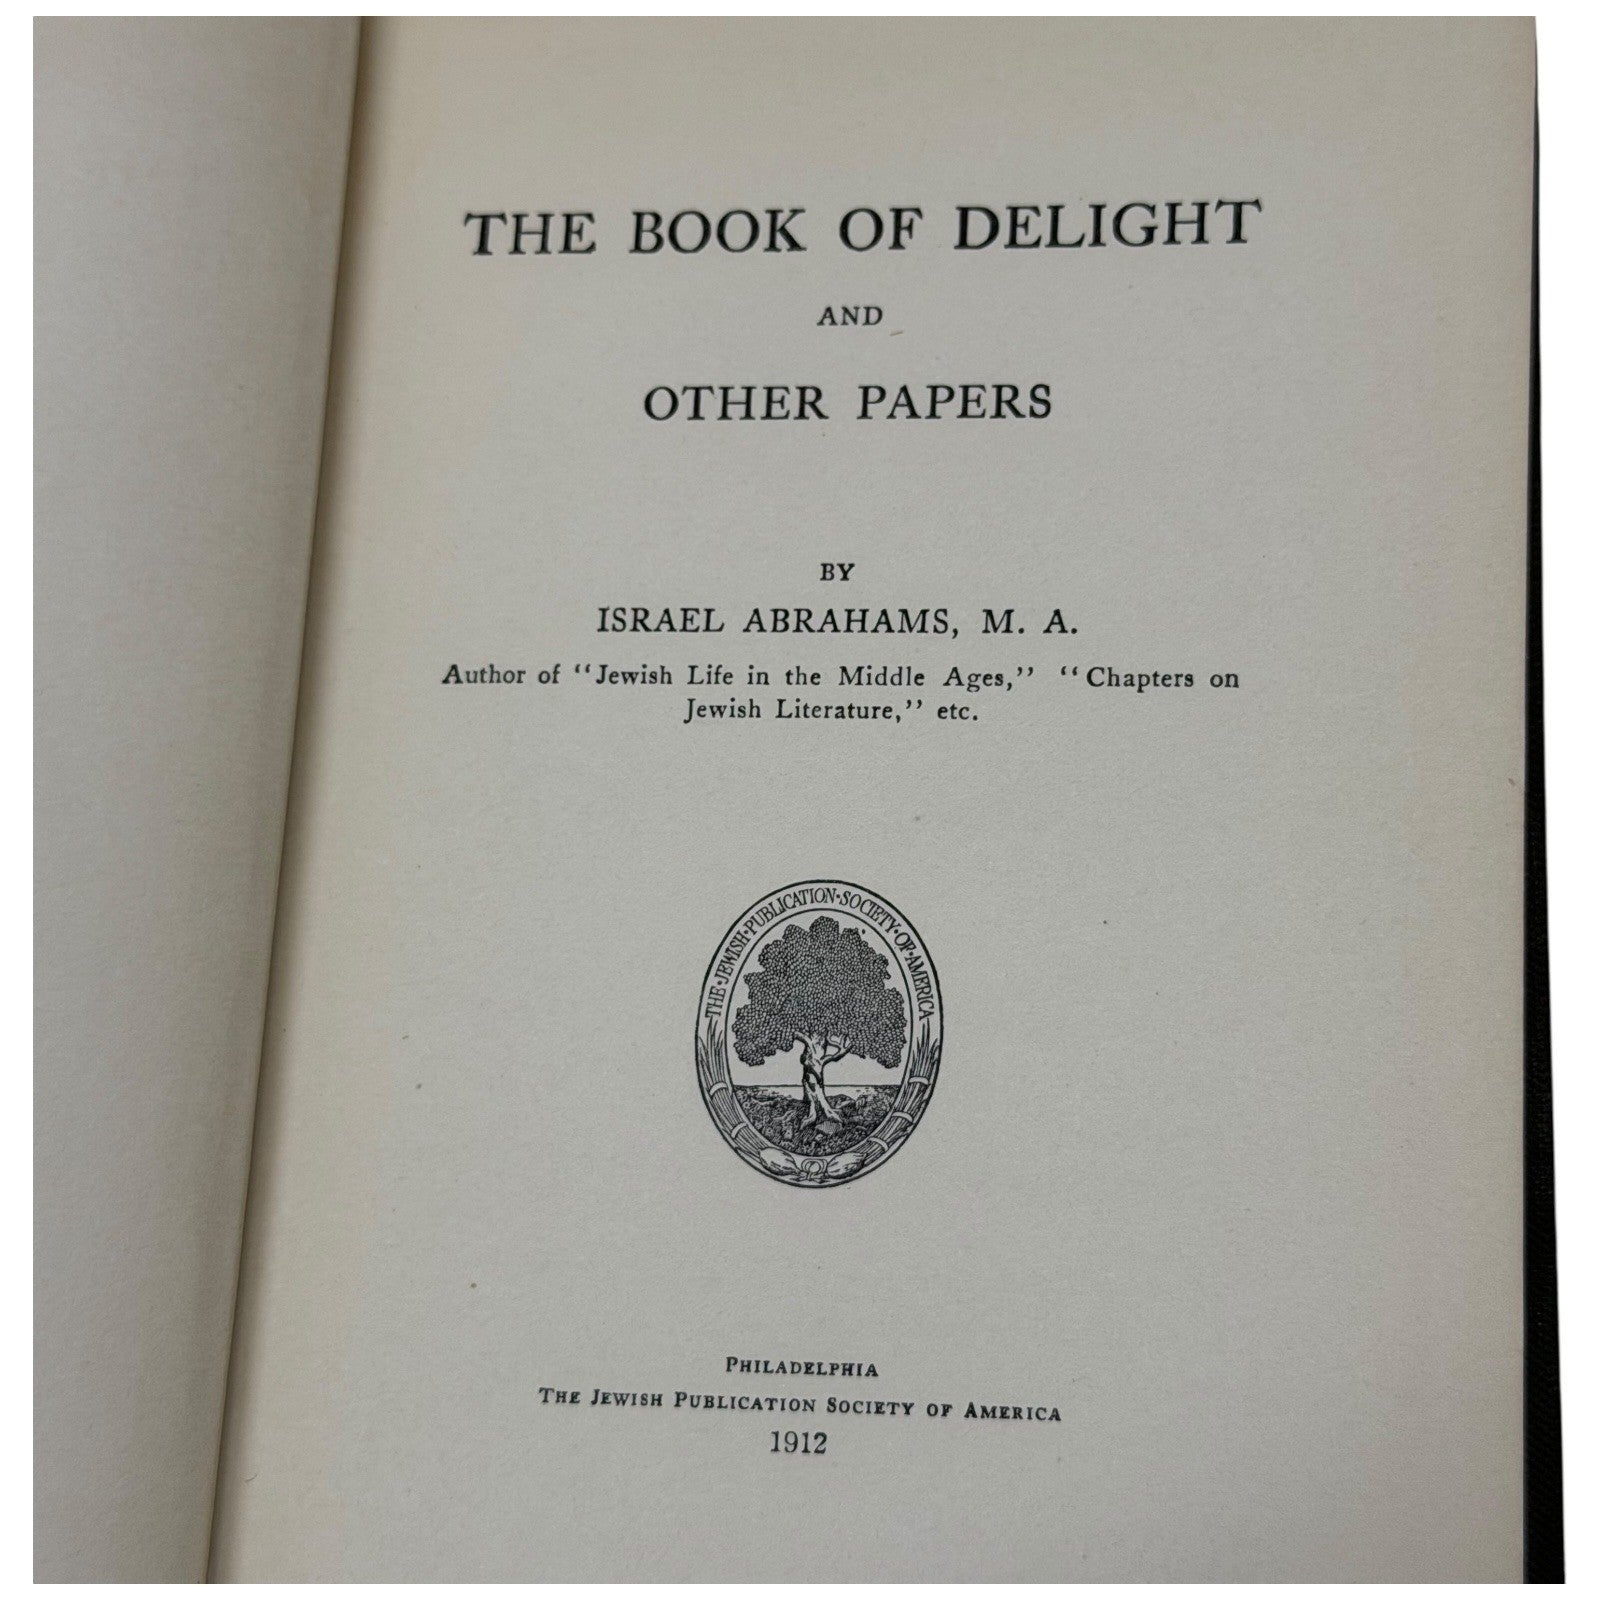 THE BOOK OF DELIGHT
AND
OTHER PAPERS
BY
ISRAEL ABRAHAMS, M. A.
Author of "Jewish Life in the Middle Ages," "Chapters on
Jewish Literature," etc.
THE·JEWISH·PUBLICATION·SOCIETY·OF·AMERICA
PHILADELPHIA
THE JEWISH PUBLICATION SOCIETY OF AMERICA
1912